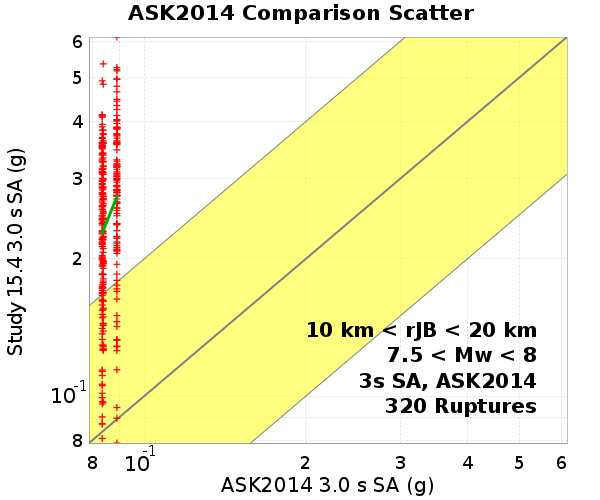 ASK2014 Comparison Scatter
6
5
4
3
2
10-1
8
Study 15.4 3.0 s SA (g)
10 km < rJB < 20 km
7.5 < Mw < 8
3s SA, ASK2014
320 Ruptures
8 10-1 2 3 4 5 6
ASK2014 3.0 s SA (g)